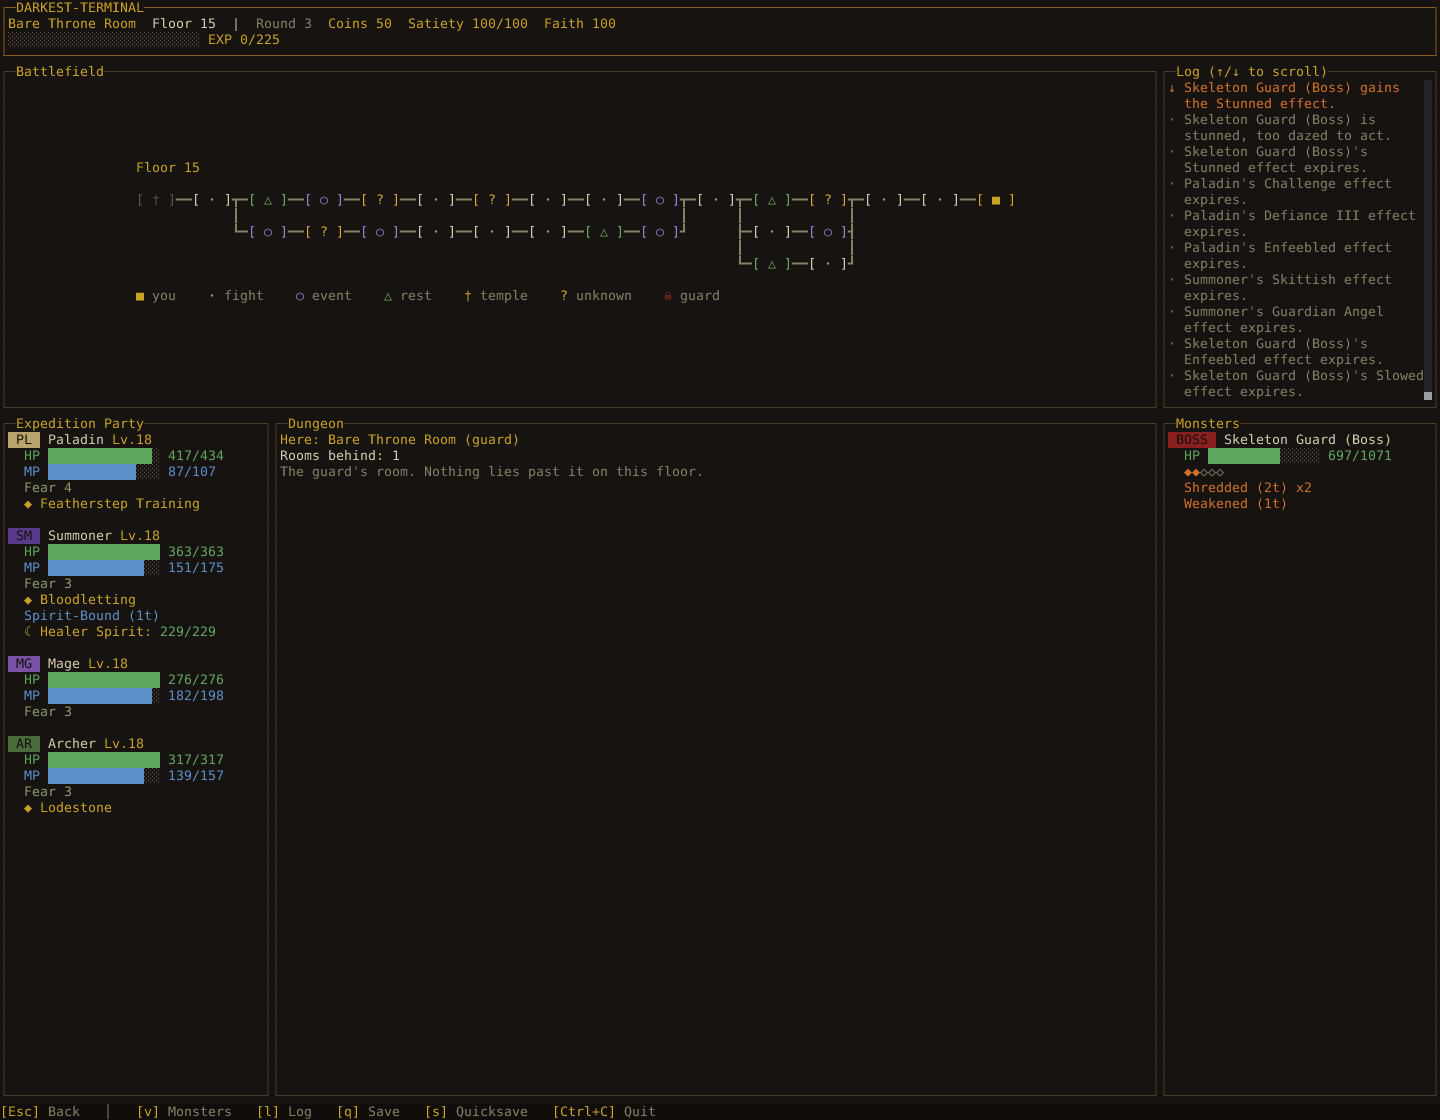 DARKEST-TERMINAL
Bare Throne Room  Floor 15  |  Round 3  Coins 50  Satiety 100/100  Faith 100
EXP 0/225
Battlefield
Floor 15
[ † ]──[ · ]┬─[ △ ]──[ ○ ]──[ ? ]──[ · ]──[ ? ]──[ · ]──[ · ]──[ ○ ]┬─[ · ]┬─[ △ ]──[ ? ]┬─[ · ]──[ · ]──[ ■ ]
└─[ ○ ]──[ ? ]──[ ○ ]──[ · ]──[ · ]──[ △ ]──[ ○ ]┘ ├─[ · ]──[ ○ ]┤
└─[ △ ]──[ · ]┘
■ you    · fight    ○ event    △ rest    † temple    ? unknown    ☠ guard
Log (↑/↓ to scroll)
↓ Skeleton Guard (Boss) gains
the Stunned effect.
· Skeleton Guard (Boss) is
stunned, too dazed to act.
· Skeleton Guard (Boss)'s
Stunned effect expires.
· Paladin's Challenge effect
expires.
· Paladin's Defiance III effect
expires.
· Paladin's Enfeebled effect
expires.
· Summoner's Skittish effect
expires.
· Summoner's Guardian Angel
effect expires.
· Skeleton Guard (Boss)'s
Enfeebled effect expires.
· Skeleton Guard (Boss)'s Slowed
effect expires.
Expedition Party
PL Paladin Lv.18
HP 417/434
MP 87/107
Fear 4
◆ Featherstep Training
SM Summoner Lv.18
HP 363/363
MP 151/175
Fear 3
◆ Bloodletting
Spirit-Bound (1t)
☾ Healer Spirit: 229/229
MG Mage Lv.18
HP 276/276
MP 182/198
Fear 3
AR Archer Lv.18
HP 317/317
MP 139/157
Fear 3
◆ Lodestone
Dungeon
Here: Bare Throne Room (guard)
Rooms behind: 1
The guard's room. Nothing lies past it on this floor.
Monsters
BOSS Skeleton Guard (Boss)
HP 697/1071
◆◆◇◇◇
Shredded (2t) x2
Weakened (1t)
[Esc] Back  │  [v] Monsters  [l] Log  [q] Save  [s] Quicksave  [Ctrl+C] Quit